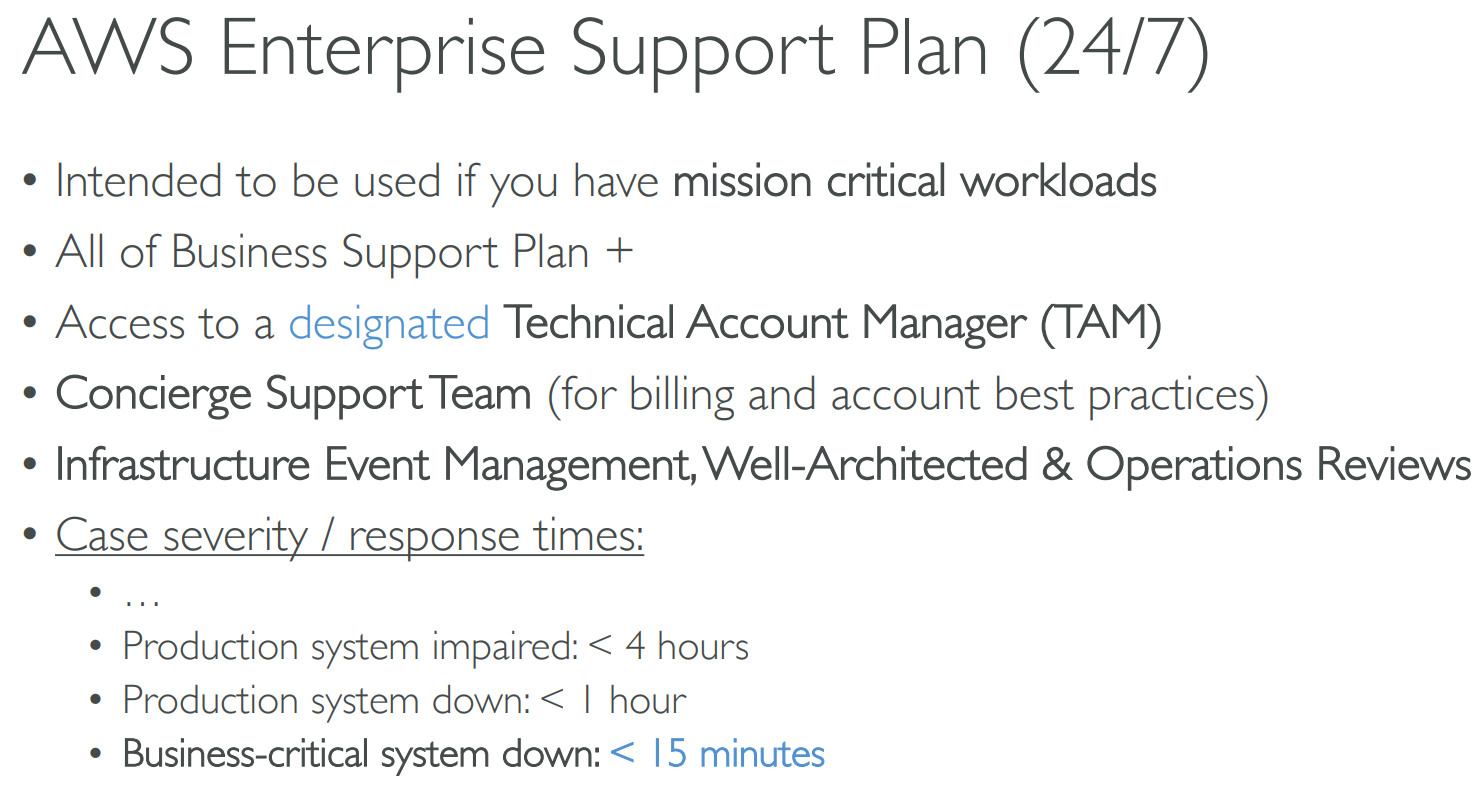 AWS Enterprise Support Plan (24/7)
• Intended to be used if you have mission critical workloads
• All of Business Support Plan +
• Access to a designated Technical Account Manager (TAM)
• Concierge Support Team (for billing and account best practices)
• Infrastructure Event Management, Well-Architected & Operations Reviews
• Case severity / response times:
• …
• Production system impaired: < 4 hours
• Production system down: < 1 hour
• Business-critical system down: < 15 minutes